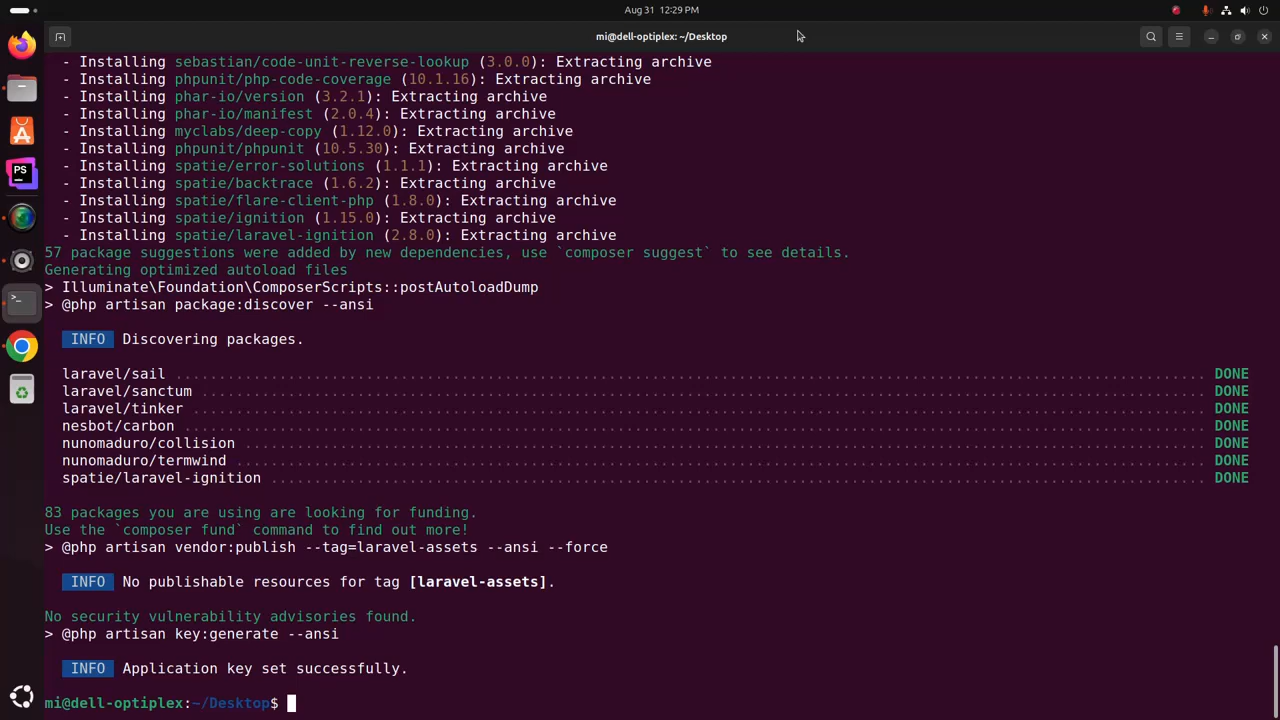 Aug 31 12:29 PM
mi@dell-optiplex: ~/Desktop
- Installing sebastian/code-unit-reverse-lookup (3.0.0): Extracting archive
- Installing phpunit/php-code-coverage (10.1.16): Extracting archive
- Installing phar-io/version (3.2.1): Extracting archive
- Installing phar-io/manifest (2.0.4): Extracting archive
- Installing myclabs/deep-copy (1.12.0): Extracting archive
- Installing phpunit/phpunit (10.5.30): Extracting archive
- Installing spatie/error-solutions (1.1.1): Extracting archive
- Installing spatie/backtrace (1.6.2): Extracting archive
- Installing spatie/flare-client-php (1.8.0): Extracting archive
- Installing spatie/ignition (1.15.0): Extracting archive
- Installing spatie/laravel-ignition (2.8.0): Extracting archive
57 package suggestions were added by new dependencies, use `composer suggest` to see details.
Generating optimized autoload files
> Illuminate\Foundation\ComposerScripts::postAutoloadDump
> @php artisan package:discover --ansi
INFO Discovering packages.
laravel/sail ........ DONE
laravel/sanctum ........ DONE
laravel/tinker ........ DONE
nesbot/carbon ........ DONE
nunomaduro/collision ........ DONE
nunomaduro/termwind ........ DONE
spatie/laravel-ignition ........ DONE
83 packages you are using are looking for funding.
Use the `composer fund` command to find out more!
> @php artisan vendor:publish --tag=laravel-assets --ansi --force
INFO No publishable resources for tag [laravel-assets].
No security vulnerability advisories found.
> @php artisan key:generate --ansi
INFO Application key set successfully.
mi@dell-optiplex:~/Desktop$
PS
>_